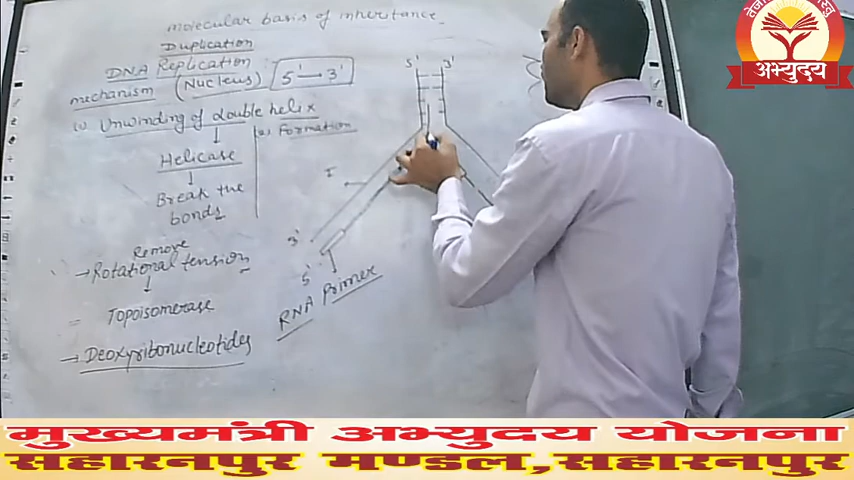 molecular basis of inheritance
Duplication
DNA Replication
mechanism (Nucleus) 5' → 3'
(1) Unwinding of double helix
↓
Helicase
↓
Break the
bonds
(2) Formation
5' 3'
I
3'
5'
RNA Primer
Remove
→ Rotational tension
↓
Topoisomerase
→ Deoxyribonucleotides
अभ्युदय
मुख्यमंत्री अभ्युदय योजना
सहारनपुर मण्डल,सहारनपुर